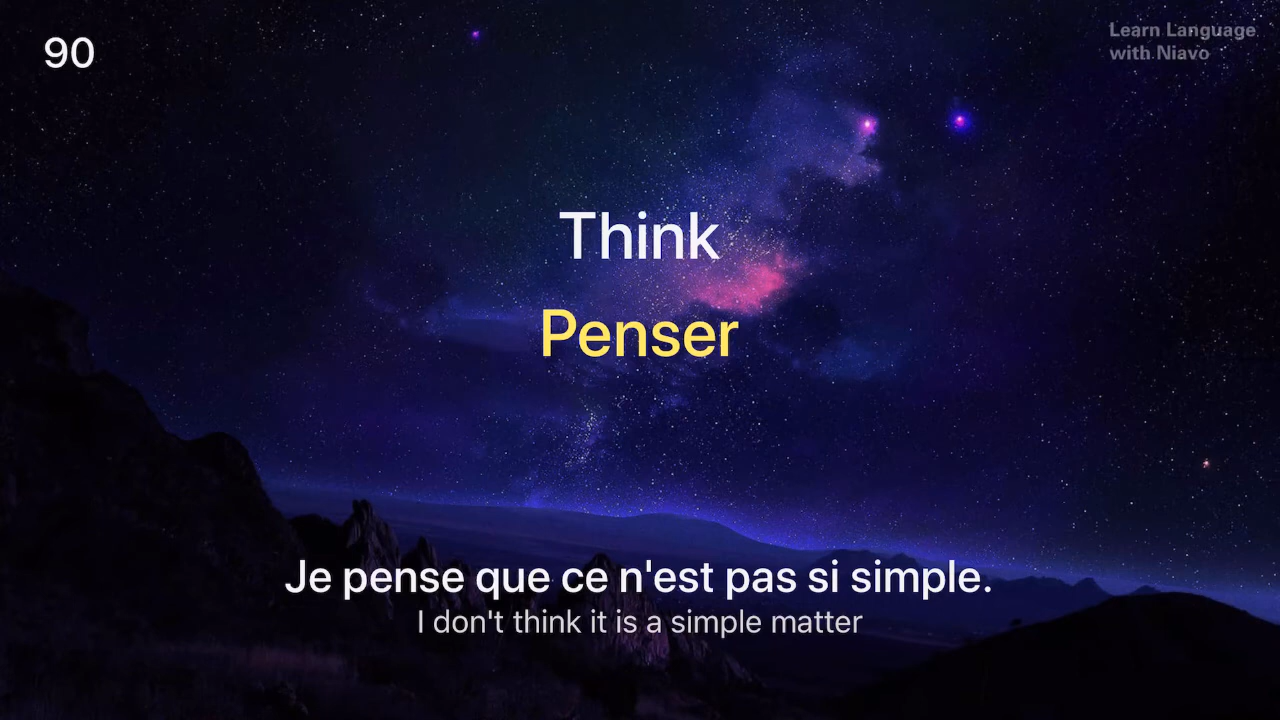 90
Learn Language
with Niavo
Think
Penser
Je pense que ce n'est pas si simple.
I don't think it is a simple matter